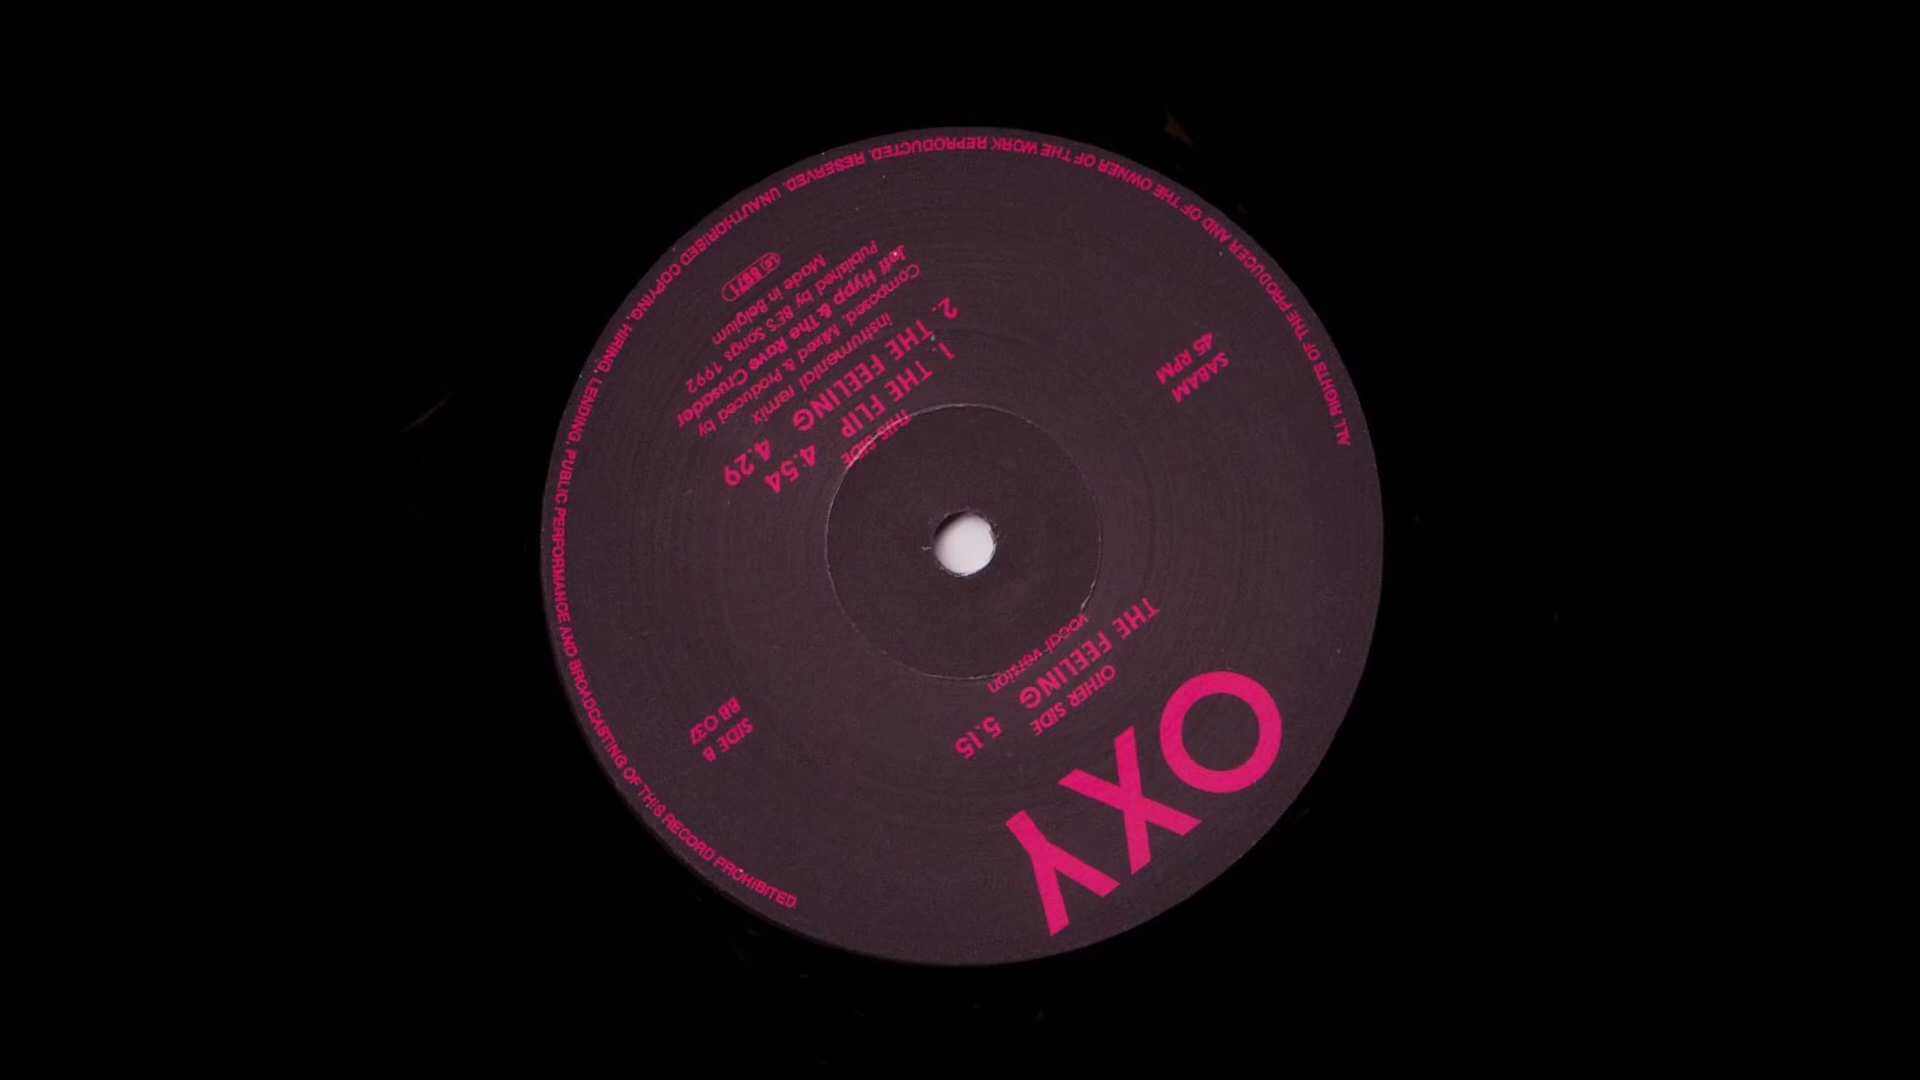 OXY
OTHER SIDE
THE FEELING 5.15
vocal version
SABAM
45 RPM
SIDE B
BB 037
THIS SIDE
1. THE FLIP 4.54
2. THE FEELING 4.29
instrumental remix
Composed, Mixed & Produced by
Jeff Hypp & The Rave Crusader
Published by BE'S Songs 1992
Made in Belgium
LC 8971
ALL RIGHTS OF THE PRODUCER AND OF THE OWNER OF THE WORK REPRODUCED. RESERVED. UNAUTHORISED COPYING, HIRING, LENDING, PUBLIC PERFORMANCE AND BROADCASTING OF THIS RECORD PROHIBITED.